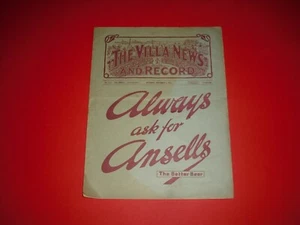 THE VILLA NEWS
AND RECORD
Always
ask for
Ansells
The Better Beer